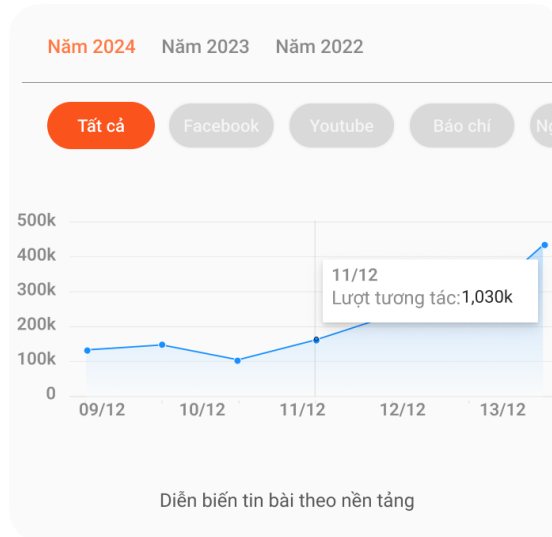 Năm 2024 Năm 2023 Năm 2022
Tất cả Facebook Youtube Báo chí
500k
400k
11/12
Lượt tương tác:1,030k
300k
200k
100k
0
09/12 10/12 11/12 12/12 13/12
Diễn biến tin bài theo nền tảng